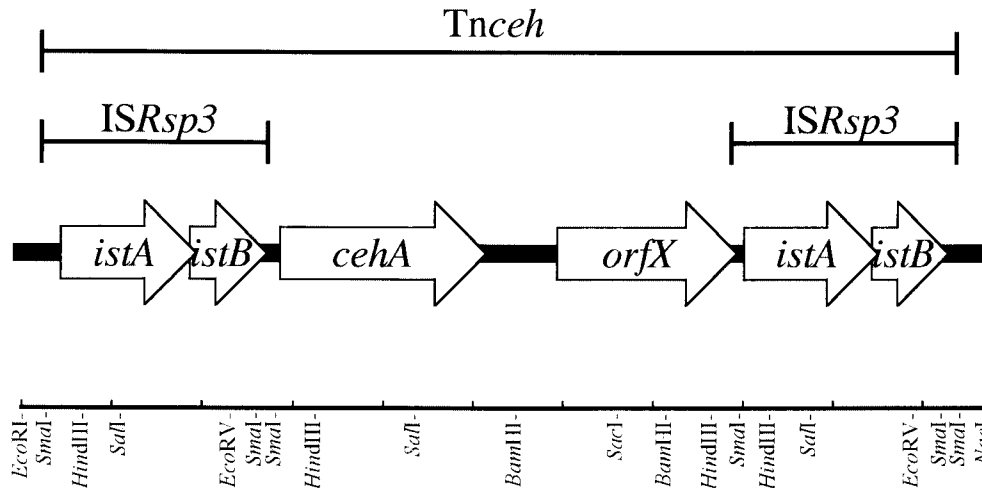 Tnceh
ISRsp3 ISRsp3
istA istB cehA orfX istA istB
EcoRI SmaI HindIII SalI EcoRV SmaI SmaI HindIII SalI BamHI SacI BamHI HindIII SmaI HindIII SalI EcoRV SmaI SmaI